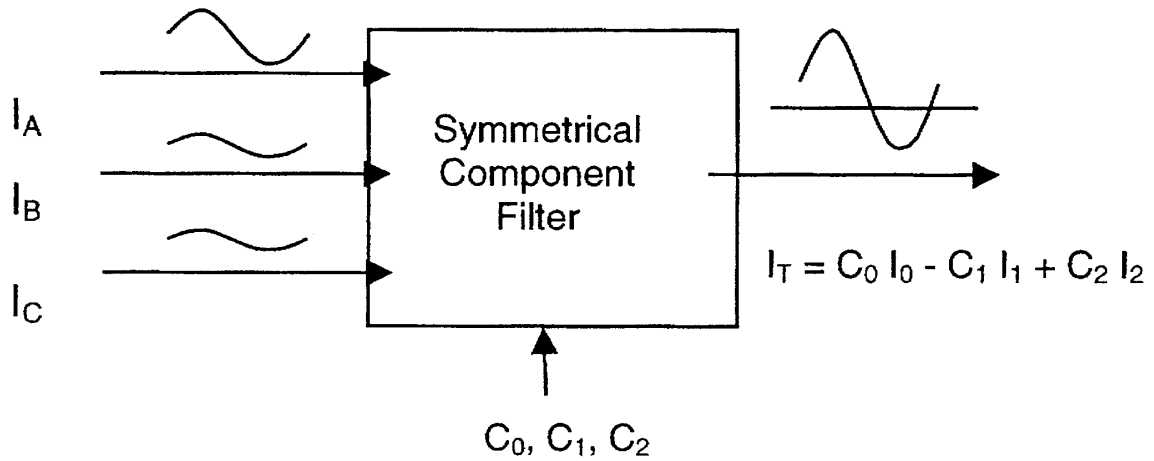 I_A
I_B
I_C
Symmetrical
Component
Filter
I_T = C_0 I_0 - C_1 I_1 + C_2 I_2
C_0, C_1, C_2